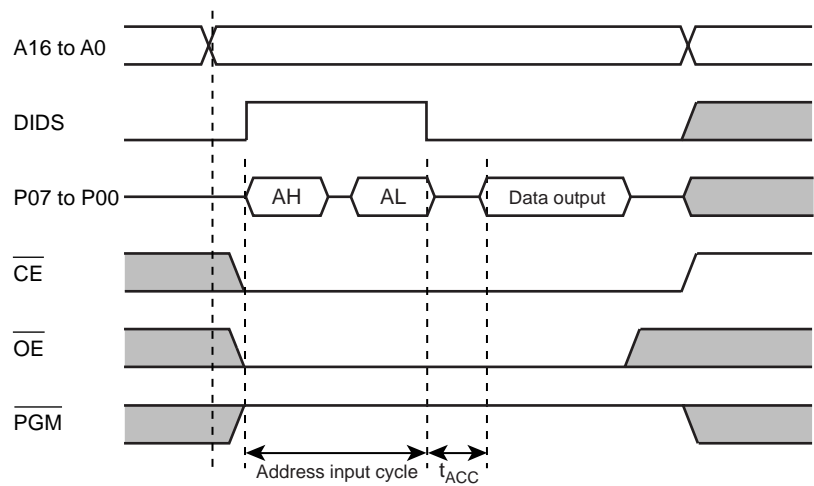 A16 to A0
DIDS
P07 to P00
AH
AL
Data output
CE
OE
PGM
Address input cycle
tACC